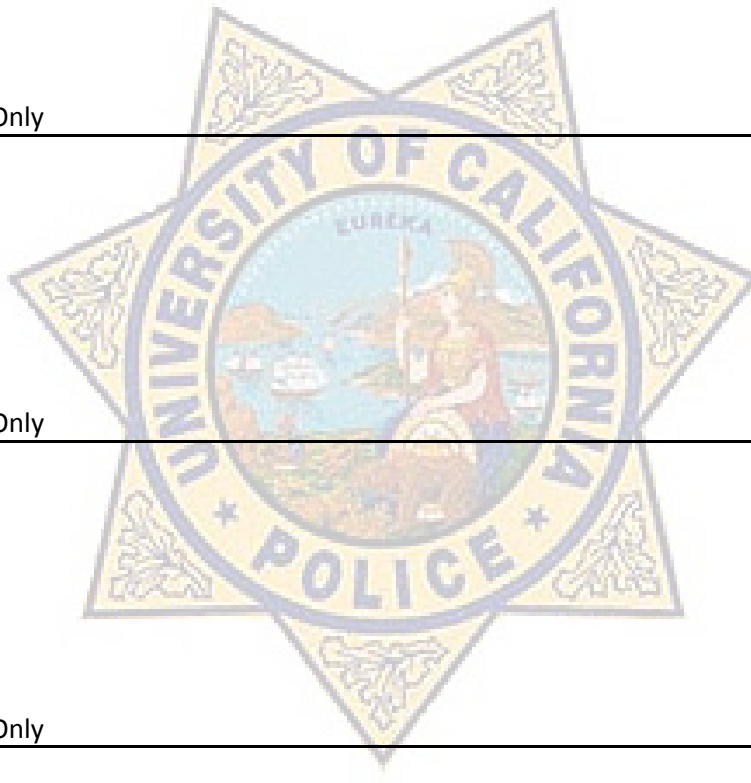 Only
UNIVERSITY OF CALIFORNIA
EUREKA
Only
POLICE
Only